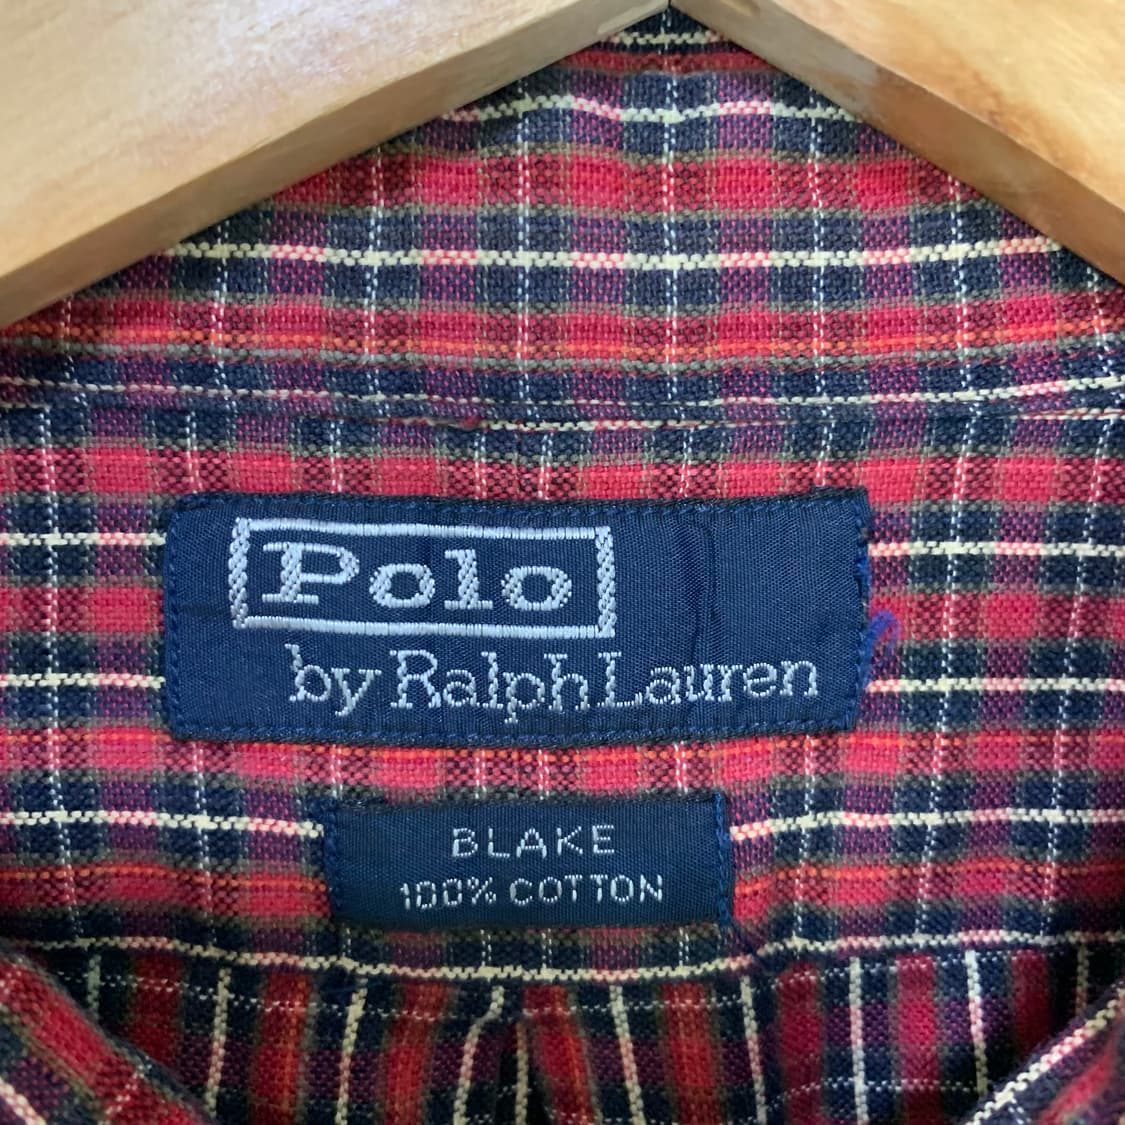 Polo
by Ralph Lauren
BLAKE
100% COTTON